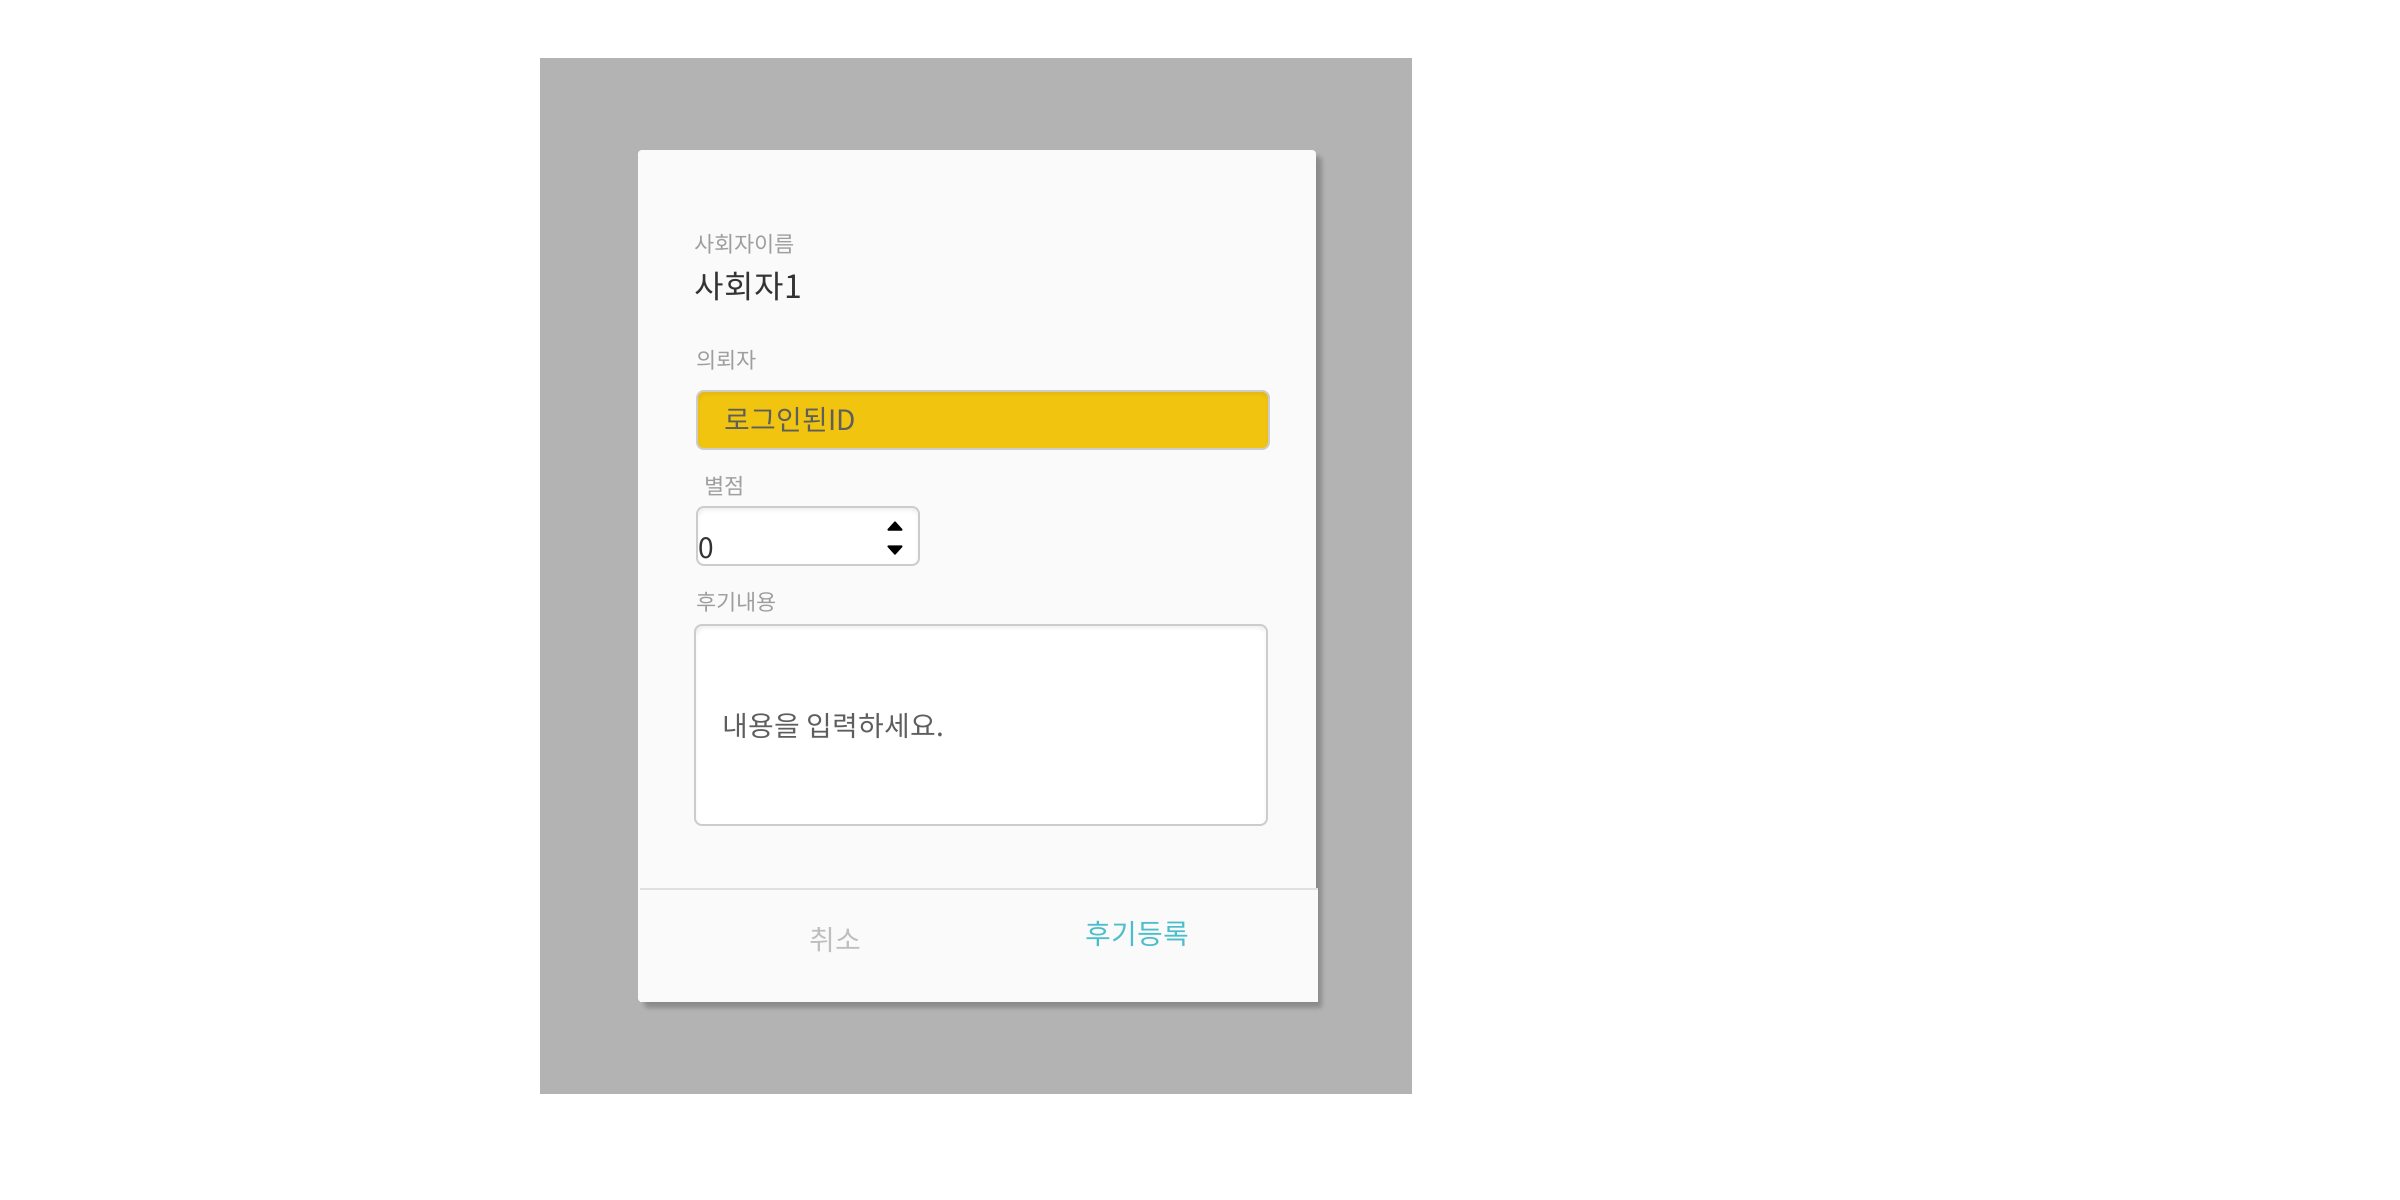 사회자이름
사회자1
의뢰자
로그인된ID
별점
0
후기내용
내용을 입력하세요.
취소
후기등록